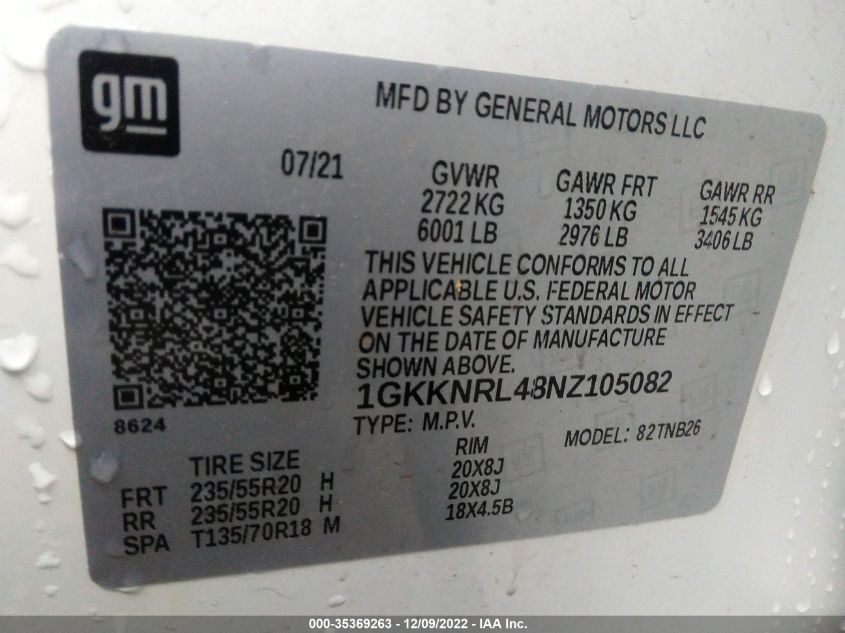 gm
MFD BY GENERAL MOTORS LLC
07/21
GVWR GAWR FRT GAWR RR
2722 KG 1350 KG 1545 KG
6001 LB 2976 LB 3406 LB
THIS VEHICLE CONFORMS TO ALL
APPLICABLE U.S. FEDERAL MOTOR
VEHICLE SAFETY STANDARDS IN EFFECT
ON THE DATE OF MANUFACTURE
SHOWN ABOVE.
1GKKNRL48NZ105082
8624
TYPE: M.P.V. MODEL: 82TNB26
TIRE SIZE RIM
FRT 235/55R20 H 20X8J
RR 235/55R20 H 20X8J
SPA T135/70R18 M 18X4.5B
000-35369263 - 12/09/2022 - IAA Inc.